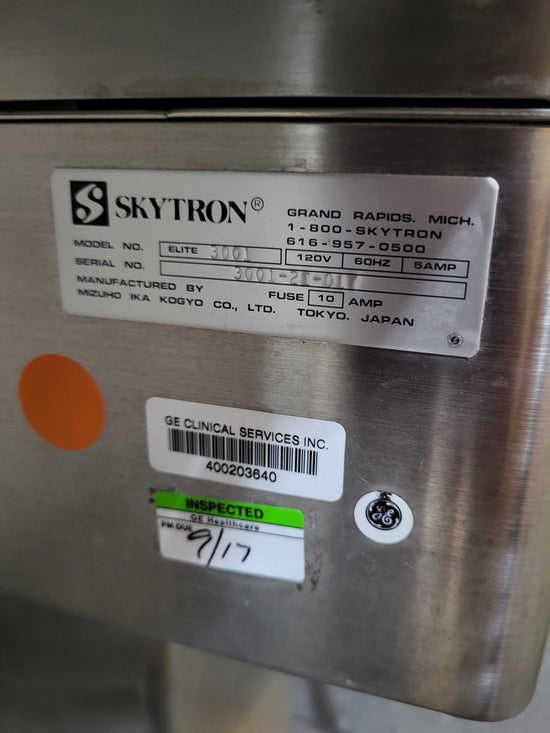 SKYTRON®
GRAND RAPIDS, MICH.
1-800-SKYTRON
616-957-0500
MODEL NO. ELITE 3001 120V 60HZ 5AMP
SERIAL NO.
MANUFACTURED BY FUSE 10 AMP
MIZUHO IKA KOGYO CO., LTD. TOKYO, JAPAN
GE CLINICAL SERVICES INC.
400203640
INSPECTED
GE Healthcare
PM DUE 9/17
GE